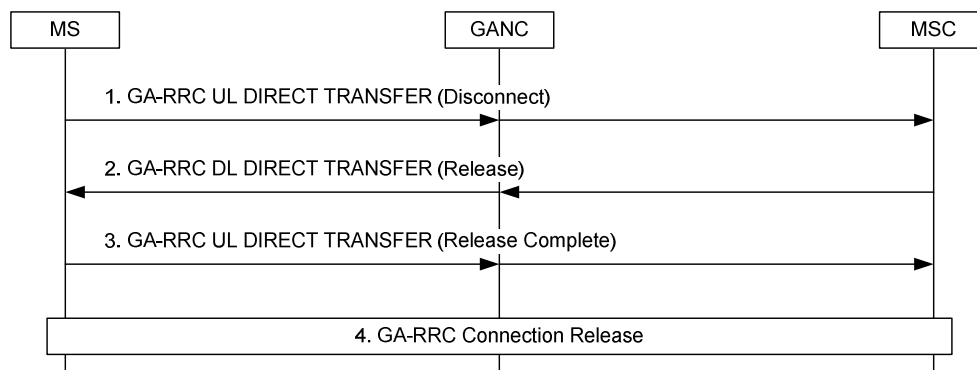 MS
GANC
MSC
1. GA-RRC UL DIRECT TRANSFER (Disconnect)
2. GA-RRC DL DIRECT TRANSFER (Release)
3. GA-RRC UL DIRECT TRANSFER (Release Complete)
4. GA-RRC Connection Release